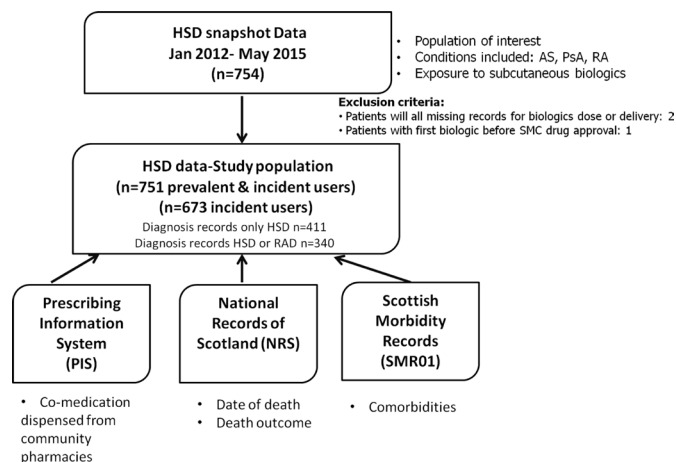 HSD snapshot Data
Jan 2012- May 2015
(n=754)
• Population of interest
• Conditions included: AS, PsA, RA
• Exposure to subcutaneous biologics
Exclusion criteria:
• Patients will all missing records for biologics dose or delivery: 2
• Patients with first biologic before SMC drug approval: 1
HSD data-Study population
(n=751 prevalent & incident users)
(n=673 incident users)
Diagnosis records only HSD n=411
Diagnosis records HSD or RAD n=340
Prescribing
Information
System
(PIS)
• Co-medication
dispensed from
community
pharmacies
National
Records of
Scotland (NRS)
• Date of death
• Death outcome
Scottish
Morbidity
Records
(SMR01)
• Comorbidities